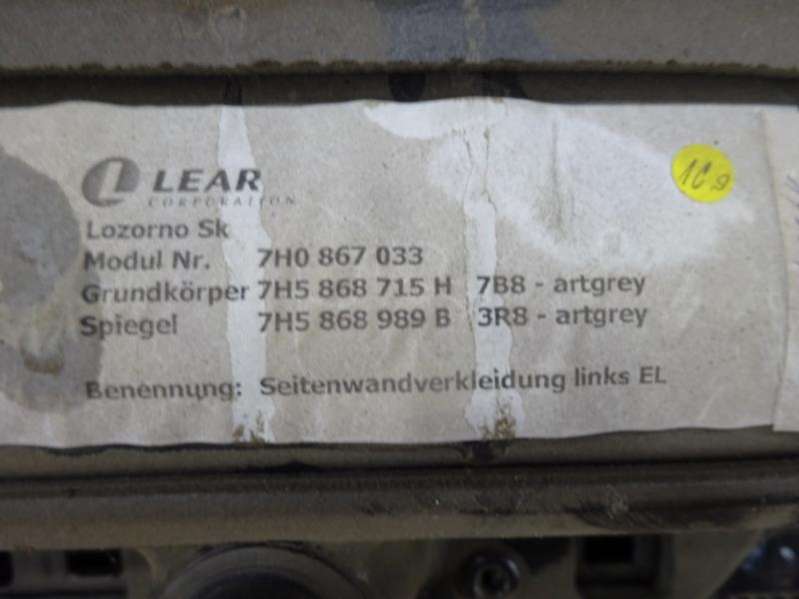 LEAR
CORPORATION
Lozorno Sk
Modul Nr. 7H0 867 033
Grundkörper 7H5 868 715 H 7B8 - artgrey
Spiegel 7H5 868 989 B 3R8 - artgrey
Benennung: Seitenwandverkleidung links EL